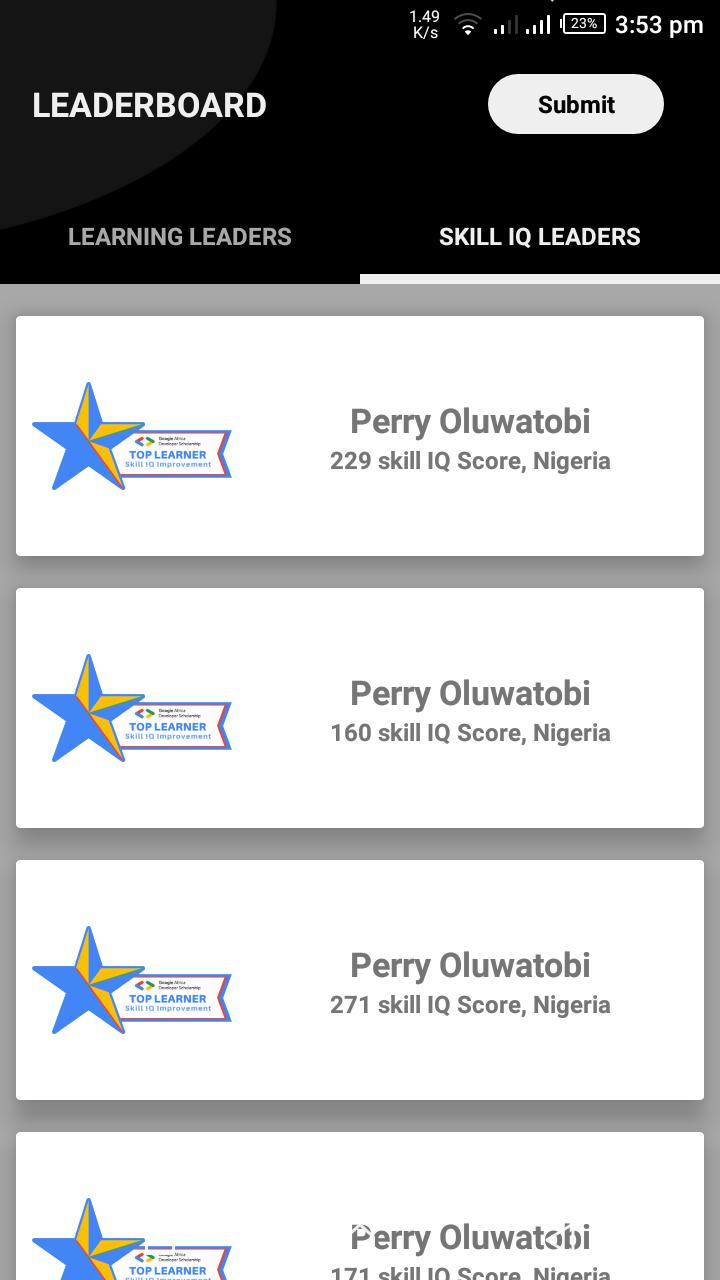 1.49
K/s
23%
3:53 pm
LEADERBOARD
Submit
LEARNING LEADERS
SKILL IQ LEADERS
Google Africa
Developer Scholarship
TOP LEARNER
Skill IQ Improvement
Perry Oluwatobi
229 skill IQ Score, Nigeria
Google Africa
Developer Scholarship
TOP LEARNER
Skill IQ Improvement
Perry Oluwatobi
160 skill IQ Score, Nigeria
Google Africa
Developer Scholarship
TOP LEARNER
Skill IQ Improvement
Perry Oluwatobi
271 skill IQ Score, Nigeria
Google Africa
Developer Scholarship
TOP LEARNER
Skill IQ Improvement
Perry Oluwatobi
171 skill IQ Score, Nigeria